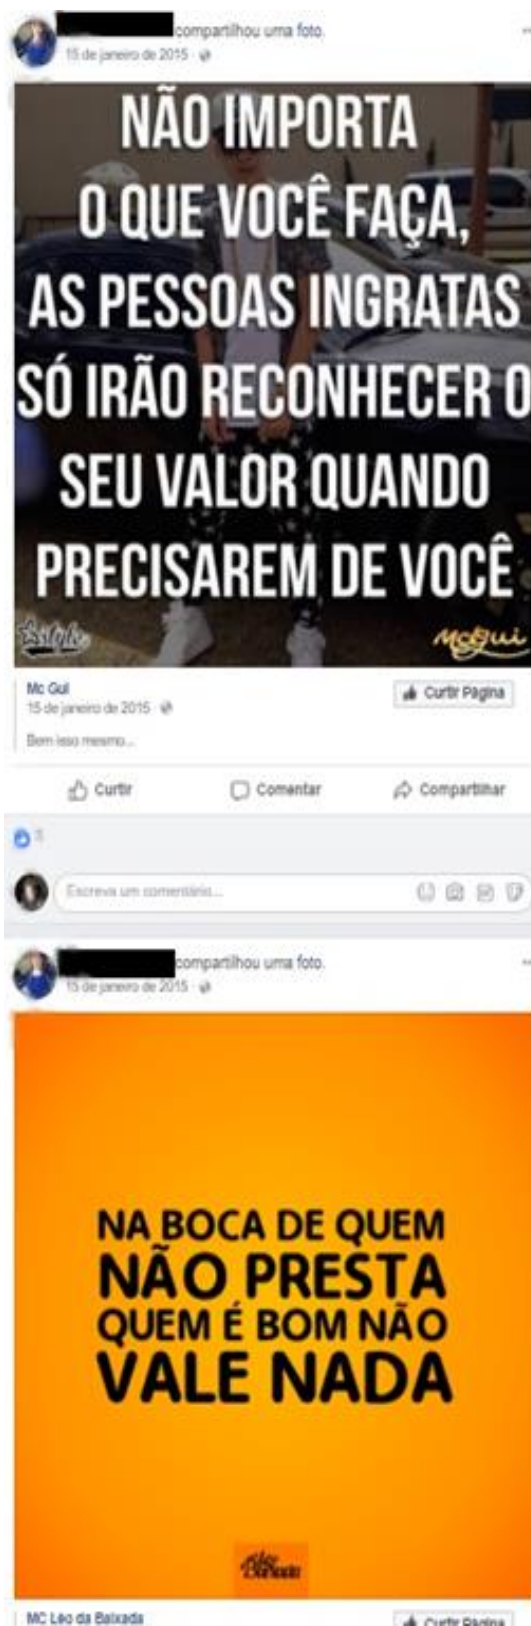 compartilhou uma foto.
15 de janeiro de 2015
NÃO IMPORTA
O QUE VOCÊ FAÇA,
AS PESSOAS INGRATAS
SÓ IRÃO RECONHECER O
SEU VALOR QUANDO
PRECISAREM DE VOCÊ
Estylo
McGui
Mc Gui
Curtir Página
15 de janeiro de 2015
Bem isso mesmo...
Curtir Comentar Compartilhar
Escreva um comentário...
compartilhou uma foto.
15 de janeiro de 2015
NA BOCA DE QUEM
NÃO PRESTA
QUEM É BOM NÃO
VALE NADA
MC Léo da Baixada
Curtir Página